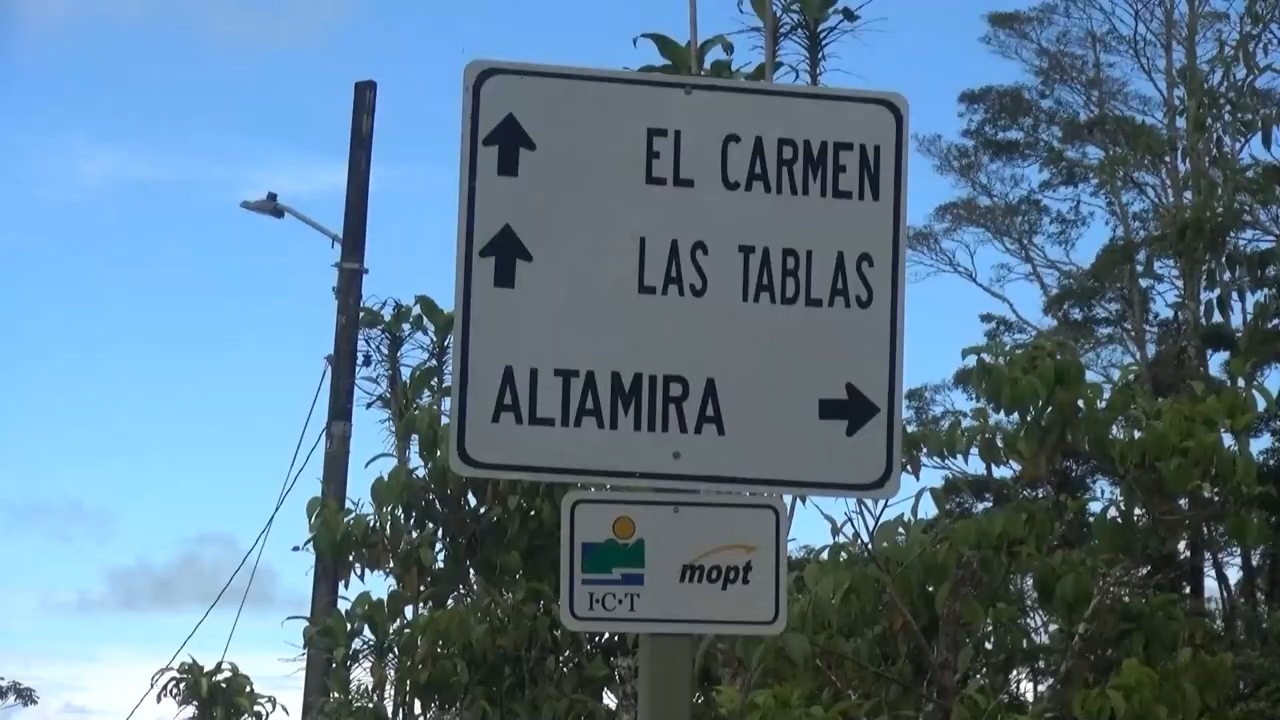 EL CARMEN
LAS TABLAS
ALTAMIRA
I·C·T
mopt